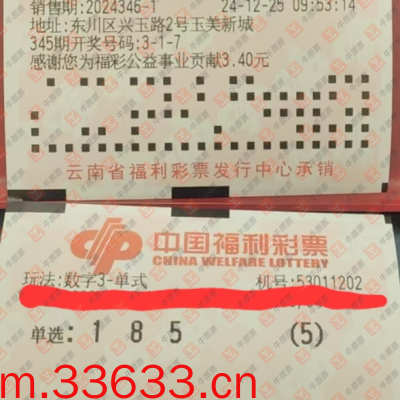 销售期:2024346-1 24-12-25 09:53:14
地址:东川区兴玉路2号玉美新城
345期开奖号码:3-1-7
感谢您为福彩公益事业贡献3.40元
云南省福利彩票发行中心承销
中国福利彩票
CHINA WELFARE LOTTERY
玩法:数字3-单式 机号:53011202
单选: 1 8 5 (5)
m.33633.cn